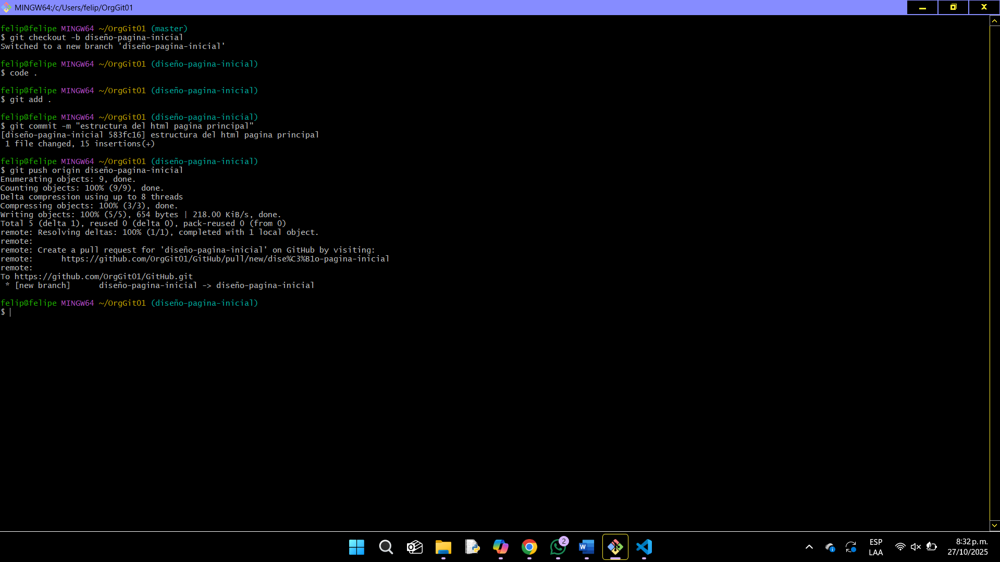 MINGW64:/c/Users/felip/OrgGit01
felip@felipe MINGW64 ~/OrgGit01 (master)
$ git checkout -b diseño-pagina-inicial
Switched to a new branch 'diseño-pagina-inicial'
felip@felipe MINGW64 ~/OrgGit01 (diseño-pagina-inicial)
$ code .
felip@felipe MINGW64 ~/OrgGit01 (diseño-pagina-inicial)
$ git add .
felip@felipe MINGW64 ~/OrgGit01 (diseño-pagina-inicial)
$ git commit -m "estructura del html pagina principal"
[diseño-pagina-inicial 583fc16] estructura del html pagina principal
1 file changed, 15 insertions(+)
felip@felipe MINGW64 ~/OrgGit01 (diseño-pagina-inicial)
$ git push origin diseño-pagina-inicial
Enumerating objects: 9, done.
Counting objects: 100% (9/9), done.
Delta compression using up to 8 threads
Compressing objects: 100% (3/3), done.
Writing objects: 100% (5/5), 654 bytes | 218.00 KiB/s, done.
Total 5 (delta 1), reused 0 (delta 0), pack-reused 0 (from 0)
remote: Resolving deltas: 100% (1/1), completed with 1 local object.
remote:
remote: Create a pull request for 'diseño-pagina-inicial' on GitHub by visiting:
remote:      https://github.com/OrgGit01/GitHub/pull/new/dise%C3%B1o-pagina-inicial
remote:
To https://github.com/OrgGit01/GitHub.git
* [new branch]      diseño-pagina-inicial -> diseño-pagina-inicial
felip@felipe MINGW64 ~/OrgGit01 (diseño-pagina-inicial)
$
2
W
ESP
LAA
8:32 p. m.
27/10/2025